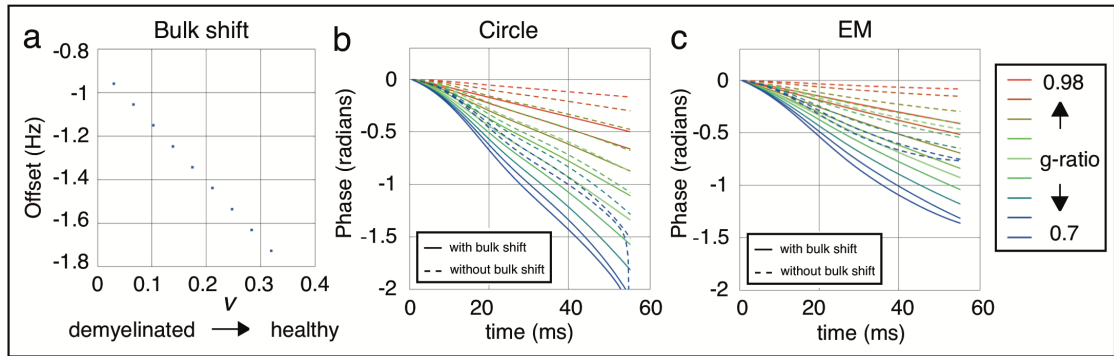 a
Bulk shift
-0.8
-1
-1.2
-1.4
-1.6
-1.8
Offset (Hz)
0 0.1 0.2 0.3 0.4
v
demyelinated → healthy
b
Circle
0
-0.5
-1
-1.5
-2
Phase (radians)
with bulk shift
without bulk shift
0 20 40 60
time (ms)
c
EM
0
-0.5
-1
-1.5
-2
Phase (radians)
with bulk shift
without bulk shift
0 20 40 60
time (ms)
0.98
g-ratio
0.7